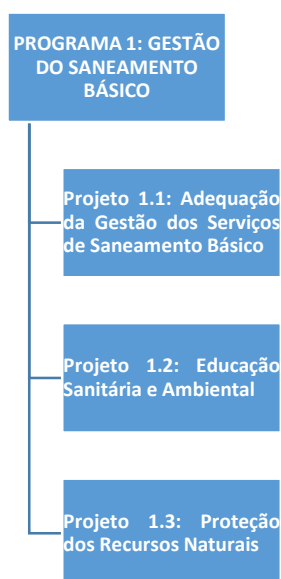 PROGRAMA 1: GESTÃO
DO SANEAMENTO
BÁSICO
Projeto 1.1: Adequação
da Gestão dos Serviços
de Saneamento Básico
Projeto 1.2: Educação
Sanitária e Ambiental
Projeto 1.3: Proteção
dos Recursos Naturais